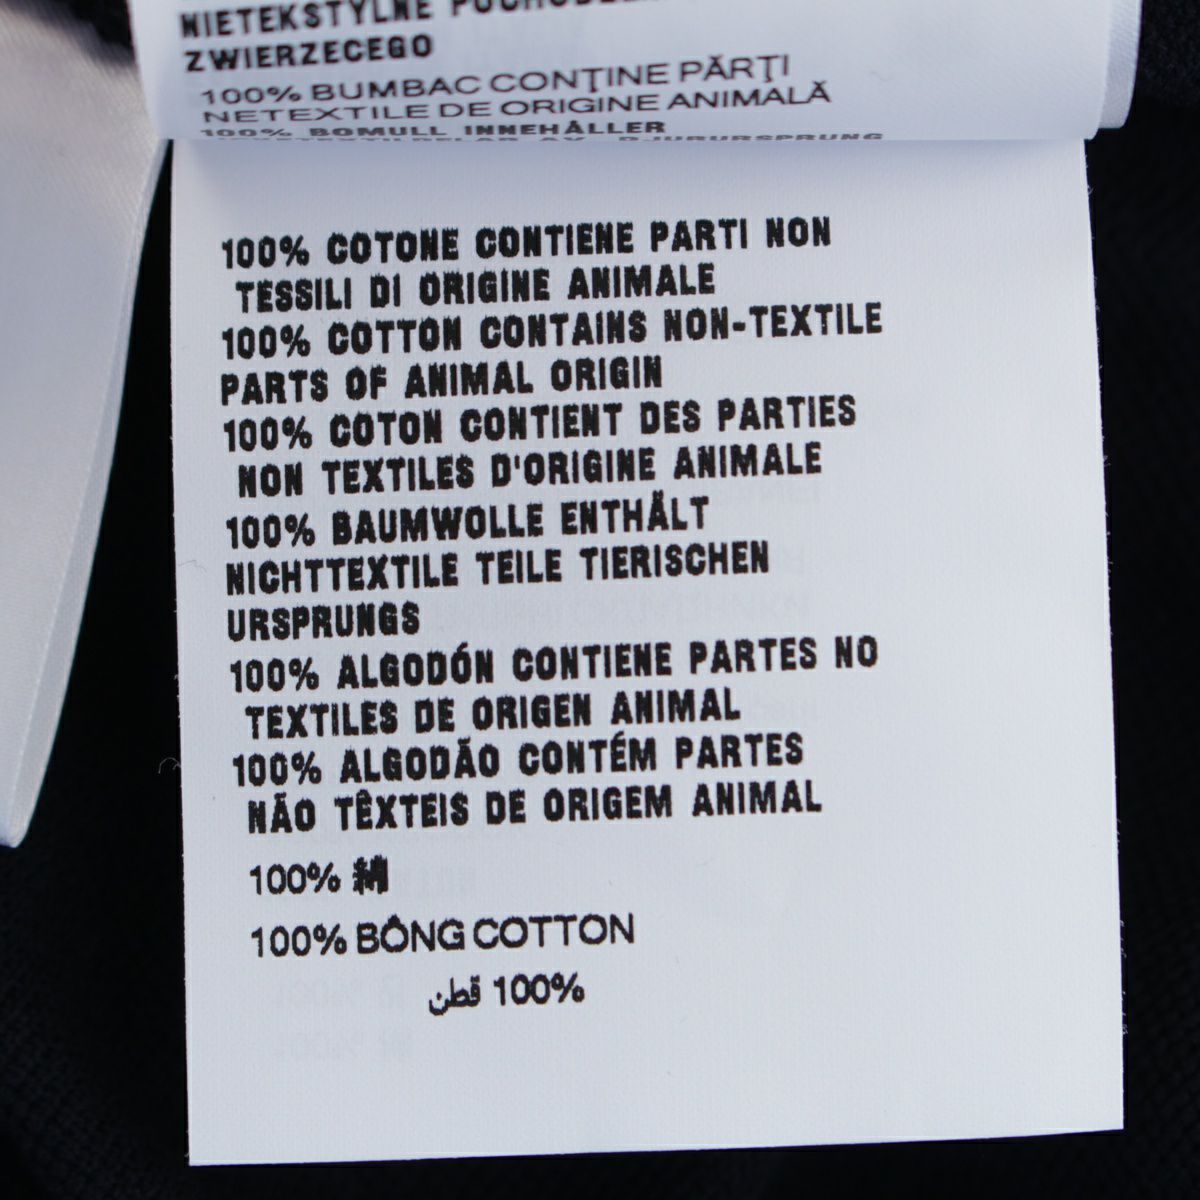 NIETEKSTYLNE
ZWIERZECEGO
100% BUMBAC CONŢINE PĂRŢI
NETEXTILE DE ORIGINE ANIMALĂ
100% BOMULL INNEHÅLLER
100% COTONE CONTIENE PARTI NON
TESSILI DI ORIGINE ANIMALE
100% COTTON CONTAINS NON-TEXTILE
PARTS OF ANIMAL ORIGIN
100% COTON CONTIENT DES PARTIES
NON TEXTILES D'ORIGINE ANIMALE
100% BAUMWOLLE ENTHÄLT
NICHTTEXTILE TEILE TIERISCHEN
URSPRUNGS
100% ALGODÓN CONTIENE PARTES NO
TEXTILES DE ORIGEN ANIMAL
100% ALGODÃO CONTÉM PARTES
NÃO TÊXTEIS DE ORIGEM ANIMAL
100%
100% BÔNG COTTON
100% قطن